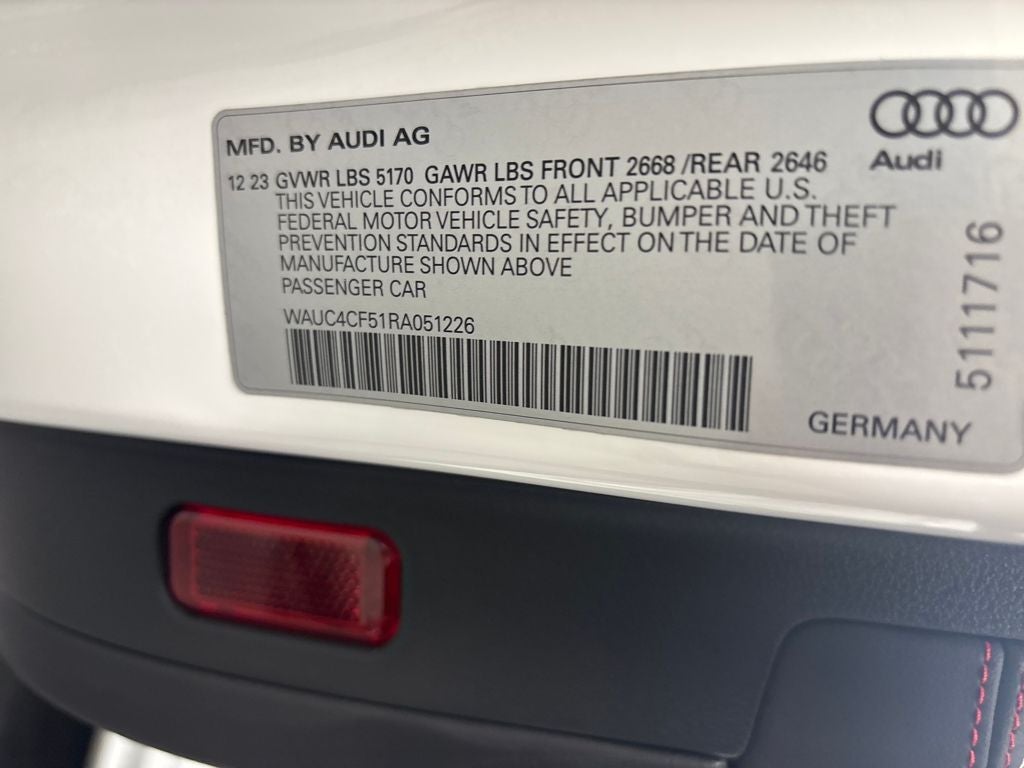 MFD. BY AUDI AG
Audi
12 23 GVWR LBS 5170 GAWR LBS FRONT 2668 /REAR 2646
THIS VEHICLE CONFORMS TO ALL APPLICABLE U.S.
FEDERAL MOTOR VEHICLE SAFETY, BUMPER AND THEFT
PREVENTION STANDARDS IN EFFECT ON THE DATE OF
MANUFACTURE SHOWN ABOVE
PASSENGER CAR
WAUC4CF51RA051226
5111716
GERMANY